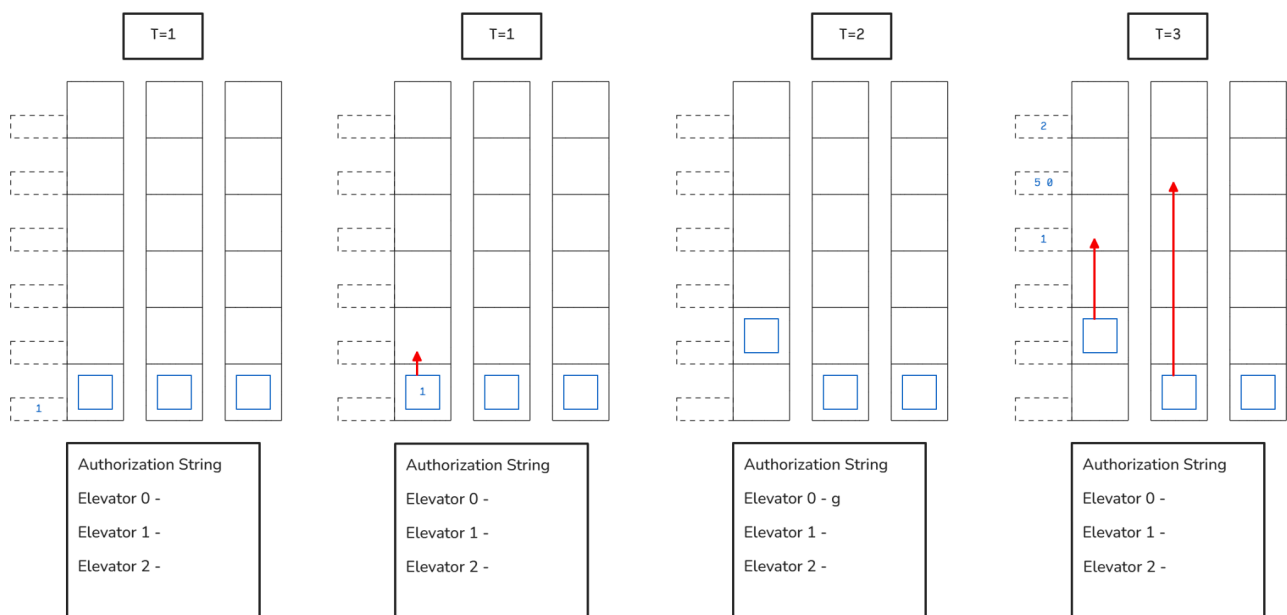 T=1
1
Authorization String
Elevator 0 -
Elevator 1 -
Elevator 2 -
T=1
1
Authorization String
Elevator 0 -
Elevator 1 -
Elevator 2 -
T=2
Authorization String
Elevator 0 - g
Elevator 1 -
Elevator 2 -
T=3
2
5 0
1
Authorization String
Elevator 0 -
Elevator 1 -
Elevator 2 -